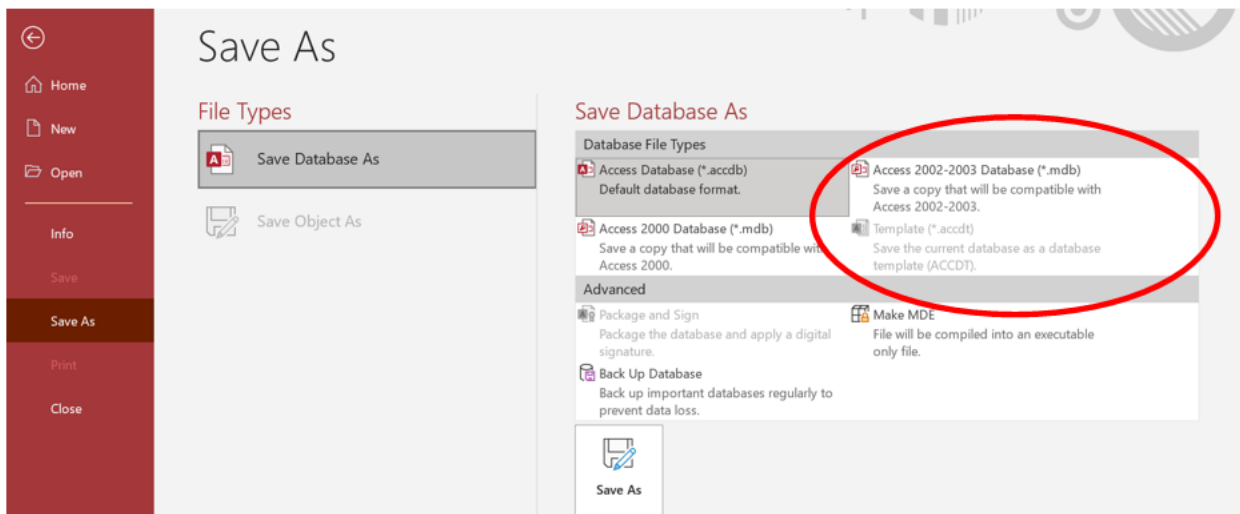 Save As
Home
New
Open
Info
Save
Save As
Print
Close
File Types
Save Database As
Save Object As
Save Database As
Database File Types
Access Database (*.accdb)
Default database format.
Access 2002-2003 Database (*.mdb)
Save a copy that will be compatible with
Access 2002-2003.
Access 2000 Database (*.mdb)
Save a copy that will be compatible with
Access 2000.
Template (*.accdt)
Save the current database as a database
template (ACCDT).
Advanced
Package and Sign
Package the database and apply a digital
signature.
Make MDE
File will be compiled into an executable
only file.
Back Up Database
Back up important databases regularly to
prevent data loss.
Save As